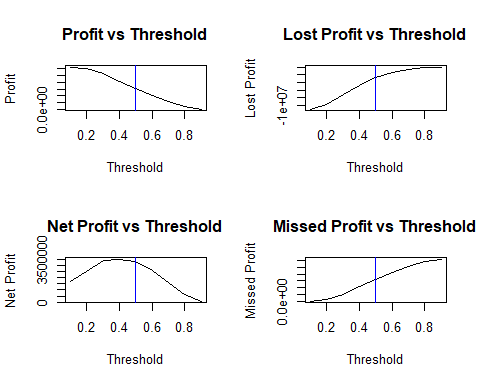 Profit vs Threshold
Profit
0.0e+00
0.2 0.4 0.6 0.8
Threshold
Lost Profit vs Threshold
Lost Profit
-1e+07
0.2 0.4 0.6 0.8
Threshold
Net Profit vs Threshold
Net Profit
0 3500000
0.2 0.4 0.6 0.8
Threshold
Missed Profit vs Threshold
Missed Profit
0.0e+00
0.2 0.4 0.6 0.8
Threshold